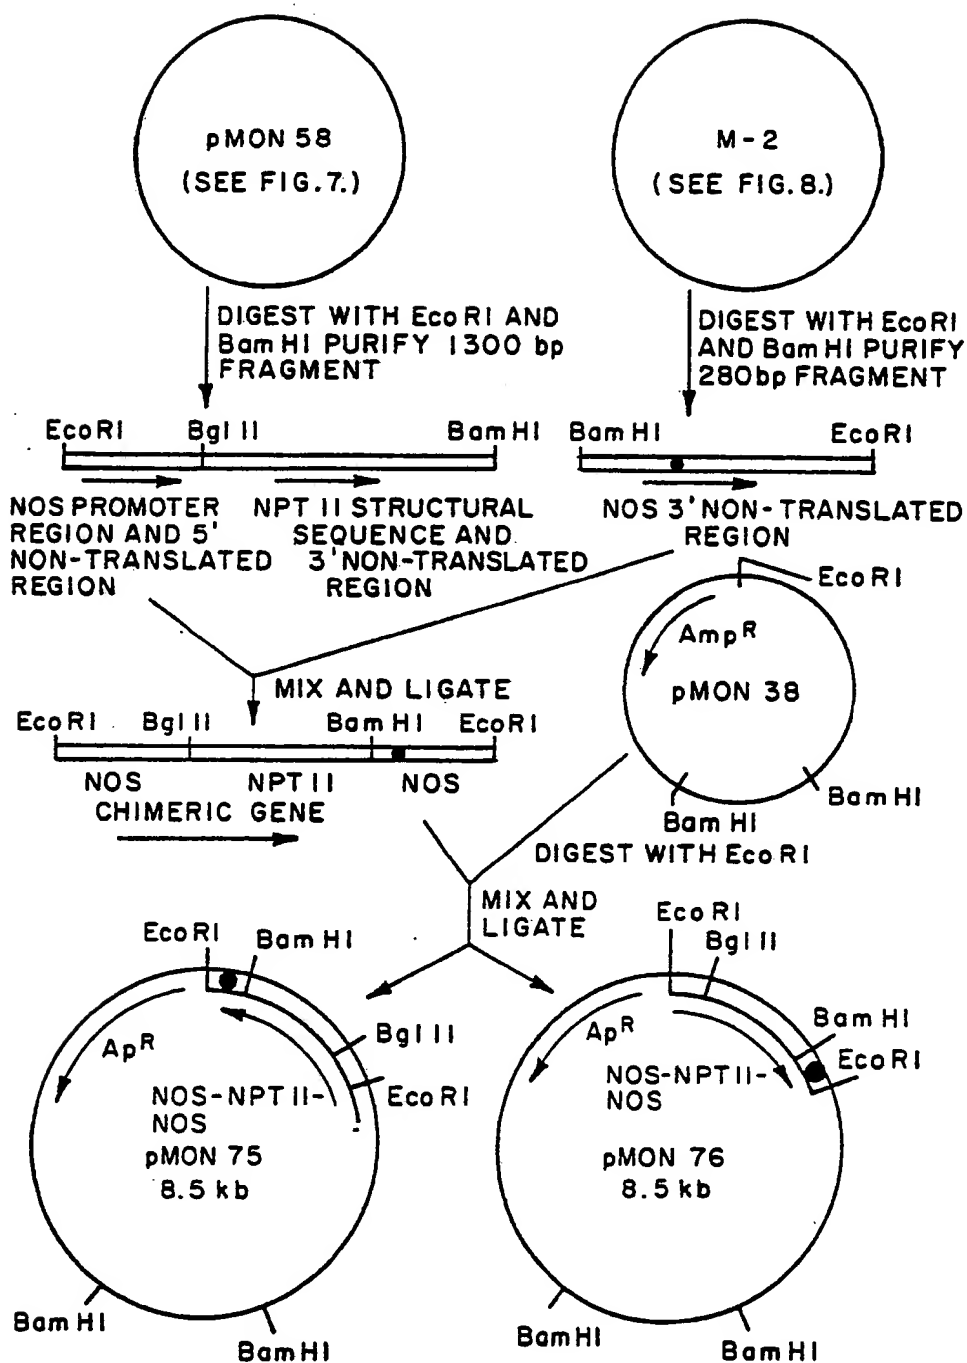 pMON 58
(SEE FIG.7.)
M-2
(SEE FIG.8.)
DIGEST WITH EcoRI AND
BamHI PURIFY 1300 bp
FRAGMENT
DIGEST WITH EcoRI
AND BamHI PURIFY
280bp FRAGMENT
EcoRI
BglII
BamHI
BamHI
EcoRI
NOS PROMOTER
REGION AND 5'
NON-TRANSLATED
REGION
NPT II STRUCTURAL
SEQUENCE AND
3' NON-TRANSLATED
REGION
NOS 3' NON-TRANSLATED
REGION
EcoRI
AmpR
pMON 38
BamHI
BamHI
MIX AND LIGATE
EcoRI
BglII
BamHI
EcoRI
NOS
NPTII
NOS
CHIMERIC GENE
DIGEST WITH EcoRI
MIX AND
LIGATE
EcoRI
BamHI
BglII
EcoRI
ApR
NOS-NPTII-
NOS
pMON 75
8.5 kb
BamHI
BamHI
EcoRI
BglII
BamHI
EcoRI
ApR
NOS-NPTII-
NOS
pMON 76
8.5 kb
BamHI
BamHI